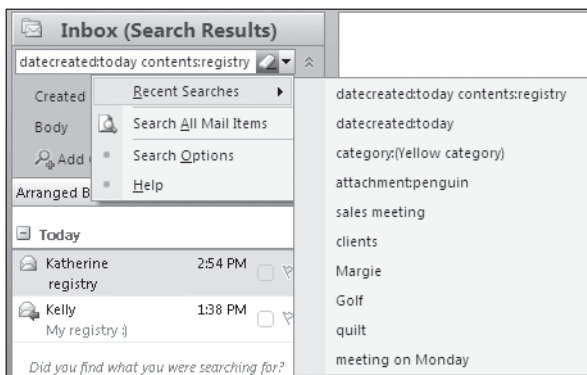 Inbox (Search Results)
datecreated:today contents:registry
Created
Body
Add
Arranged B
Recent Searches
Search All Mail Items
Search Options
Help
datecreated:today contents:registry
datecreated:today
category:(Yellow category)
attachment:penguin
sales meeting
clients
Margie
Golf
quilt
meeting on Monday
Today
Katherine 2:54 PM
registry
Kelly 1:38 PM
My registry :)
Did you find what you were searching for?